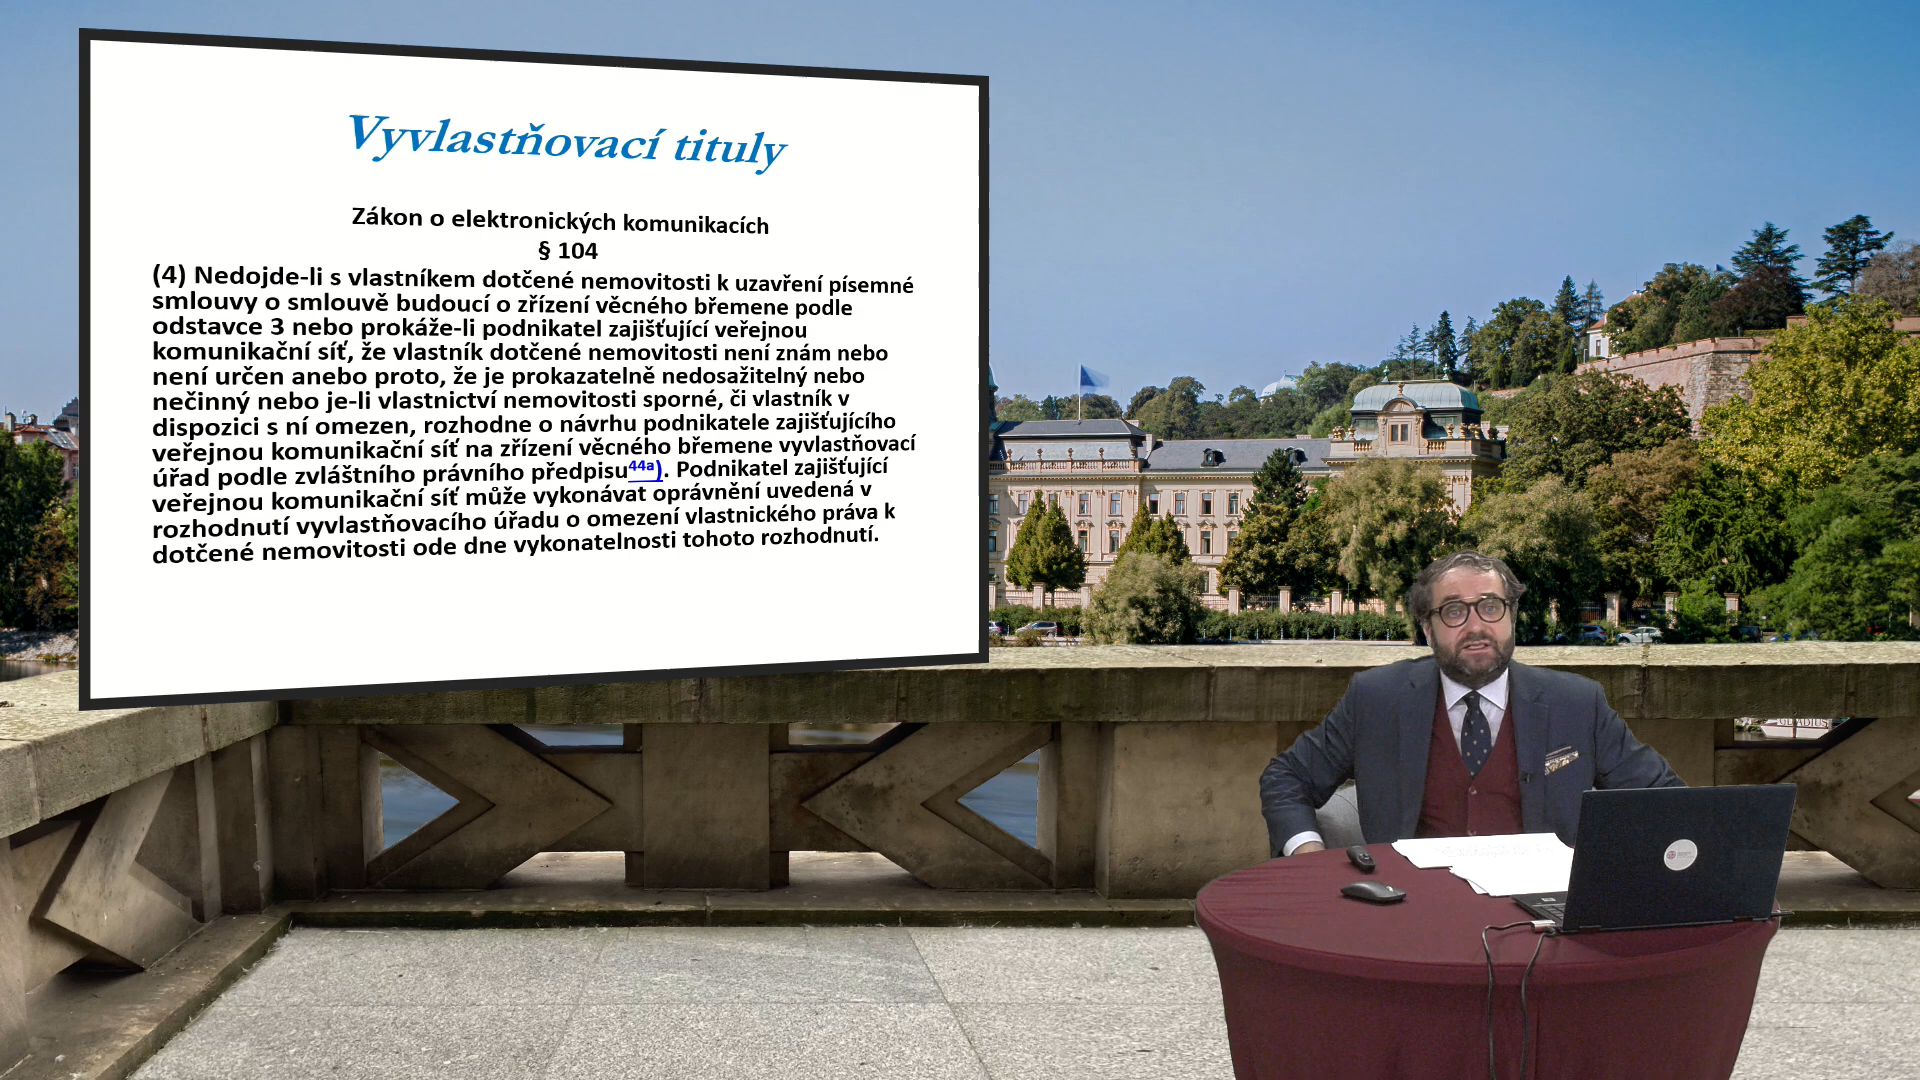 Vyvlastňovací tituly
Zákon o elektronických komunikacích
§ 104
(4) Nedojde-li s vlastníkem dotčené nemovitosti k uzavření písemné
smlouvy o smlouvě budoucí o zřízení věcného břemene podle
odstavce 3 nebo prokáže-li podnikatel zajišťující veřejnou
komunikační síť, že vlastník dotčené nemovitosti není znám nebo
není určen anebo proto, že je prokazatelně nedosažitelný nebo
nečinný nebo je-li vlastnictví nemovitosti sporné, či vlastník v
dispozici s ní omezen, rozhodne o návrhu podnikatele zajišťujícího
veřejnou komunikační síť na zřízení věcného břemene vyvlastňovací
úřad podle zvláštního právního předpisu44a). Podnikatel zajišťující
veřejnou komunikační síť může vykonávat oprávnění uvedená v
rozhodnutí vyvlastňovacího úřadu o omezení vlastnického práva k
dotčené nemovitosti ode dne vykonatelnosti tohoto rozhodnutí.